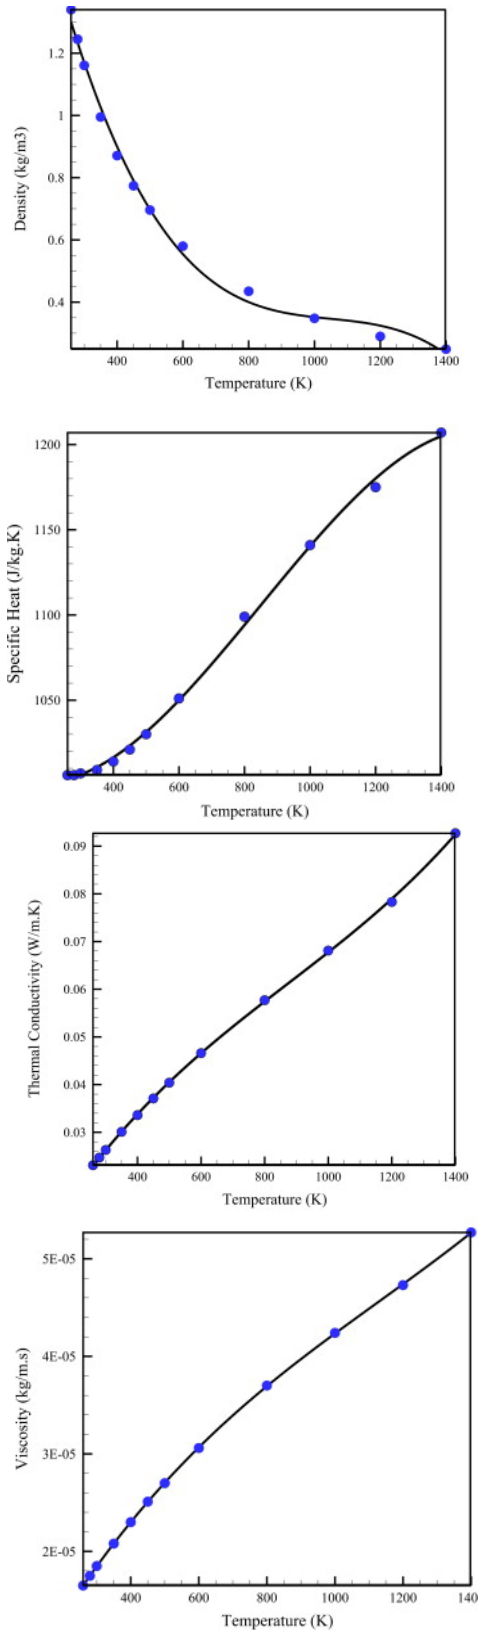 1.2
1
0.8
0.6
0.4
Density (kg/m3)
400 600 800 1000 1200 1400
Temperature (K)
1200
1150
1100
1050
Specific Heat (J/kg.K)
400 600 800 1000 1200 1400
Temperature (K)
0.09
0.08
0.07
0.06
0.05
0.04
0.03
Thermal Conductivity (W/m.K)
400 600 800 1000 1200 1400
Temperature (K)
5E-05
4E-05
3E-05
2E-05
Viscosity (kg/m.s)
400 600 800 1000 1200 140
Temperature (K)